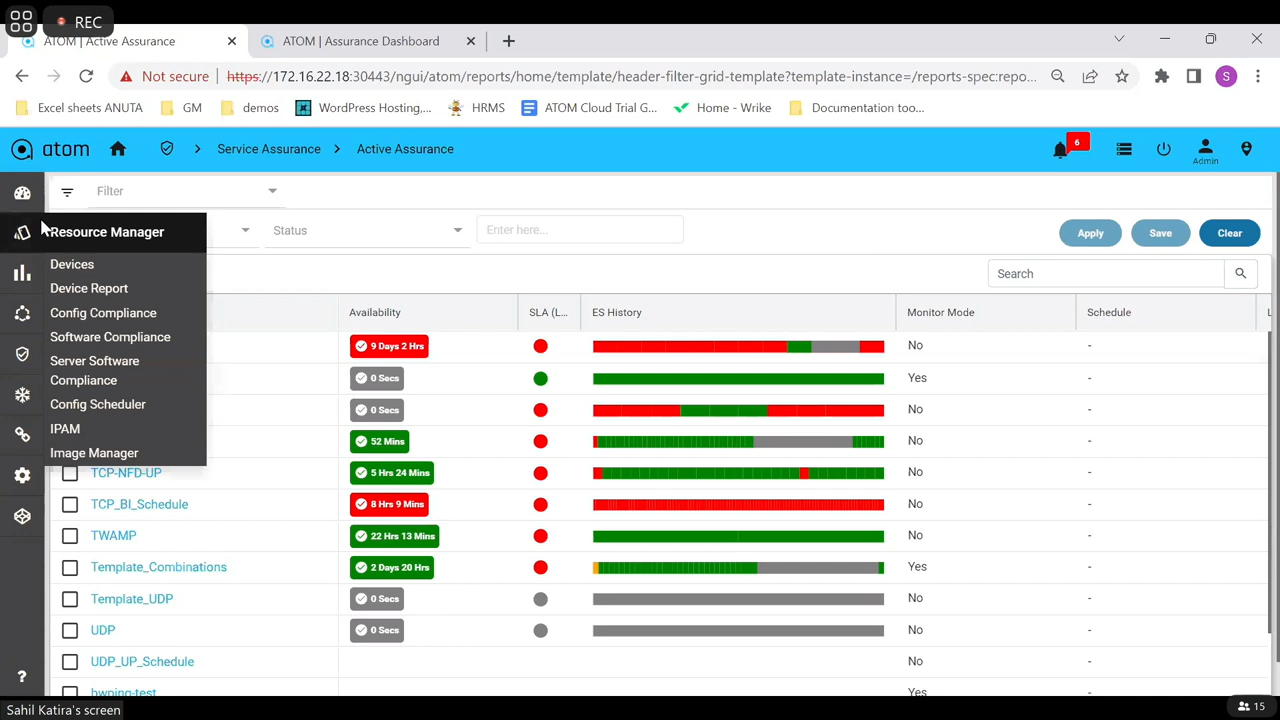 REC
ATOM | Active Assurance
ATOM | Assurance Dashboard
Not secure
https://172.16.22.18:30443/ngui/atom/reports/home/template/header-filter-grid-template?template-instance=/reports-spec:repo...
S
Excel sheets ANUTA
GM
demos
WordPress Hosting,...
HRMS
ATOM Cloud Trial G...
Home - Wrike
Documentation too...
atom
Service Assurance
Active Assurance
6
Admin
Filter
Resource Manager
Devices
Device Report
Config Compliance
Software Compliance
Server Software
Compliance
Config Scheduler
IPAM
Image Manager
Status
Enter here...
Apply
Save
Clear
Search
Availability SLA (L... ES History Monitor Mode Schedule L
9 Days 2 Hrs No -
0 Secs Yes -
0 Secs No -
52 Mins No -
TCP-NFD-UP 5 Hrs 24 Mins No -
TCP_BI_Schedule 8 Hrs 9 Mins No -
TWAMP 22 Hrs 13 Mins No -
Template_Combinations 2 Days 20 Hrs Yes -
Template_UDP 0 Secs No -
UDP 0 Secs No -
UDP_UP_Schedule No -
bwping-test Yes -
?
Sahil Katira's screen
15